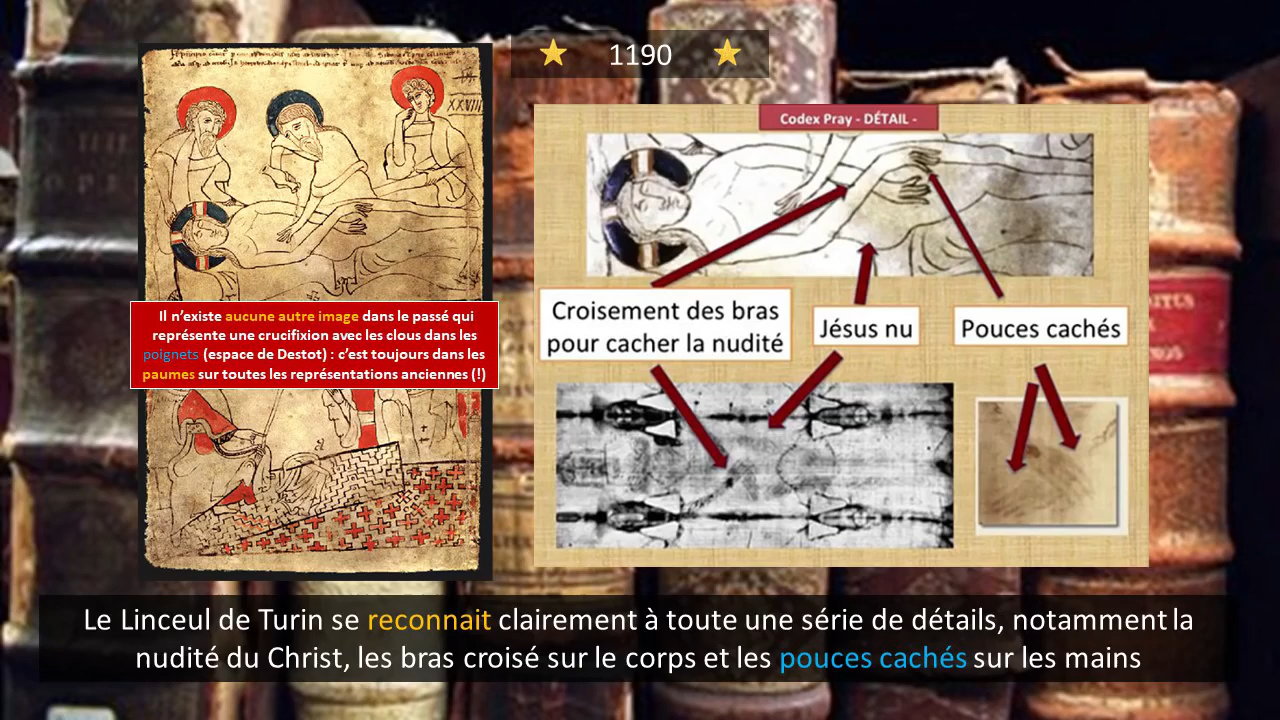 1190
XXVIII
Codex Pray - DÉTAIL -
Croisement des bras
pour cacher la nudité
Jésus nu
Pouces cachés
Il n’existe aucune autre image dans le passé qui
représente une crucifixion avec les clous dans les
poignets (espace de Destot) : c’est toujours dans les
paumes sur toutes les représentations anciennes (!)
Le Linceul de Turin se reconnait clairement à toute une série de détails, notamment la
nudité du Christ, les bras croisé sur le corps et les pouces cachés sur les mains